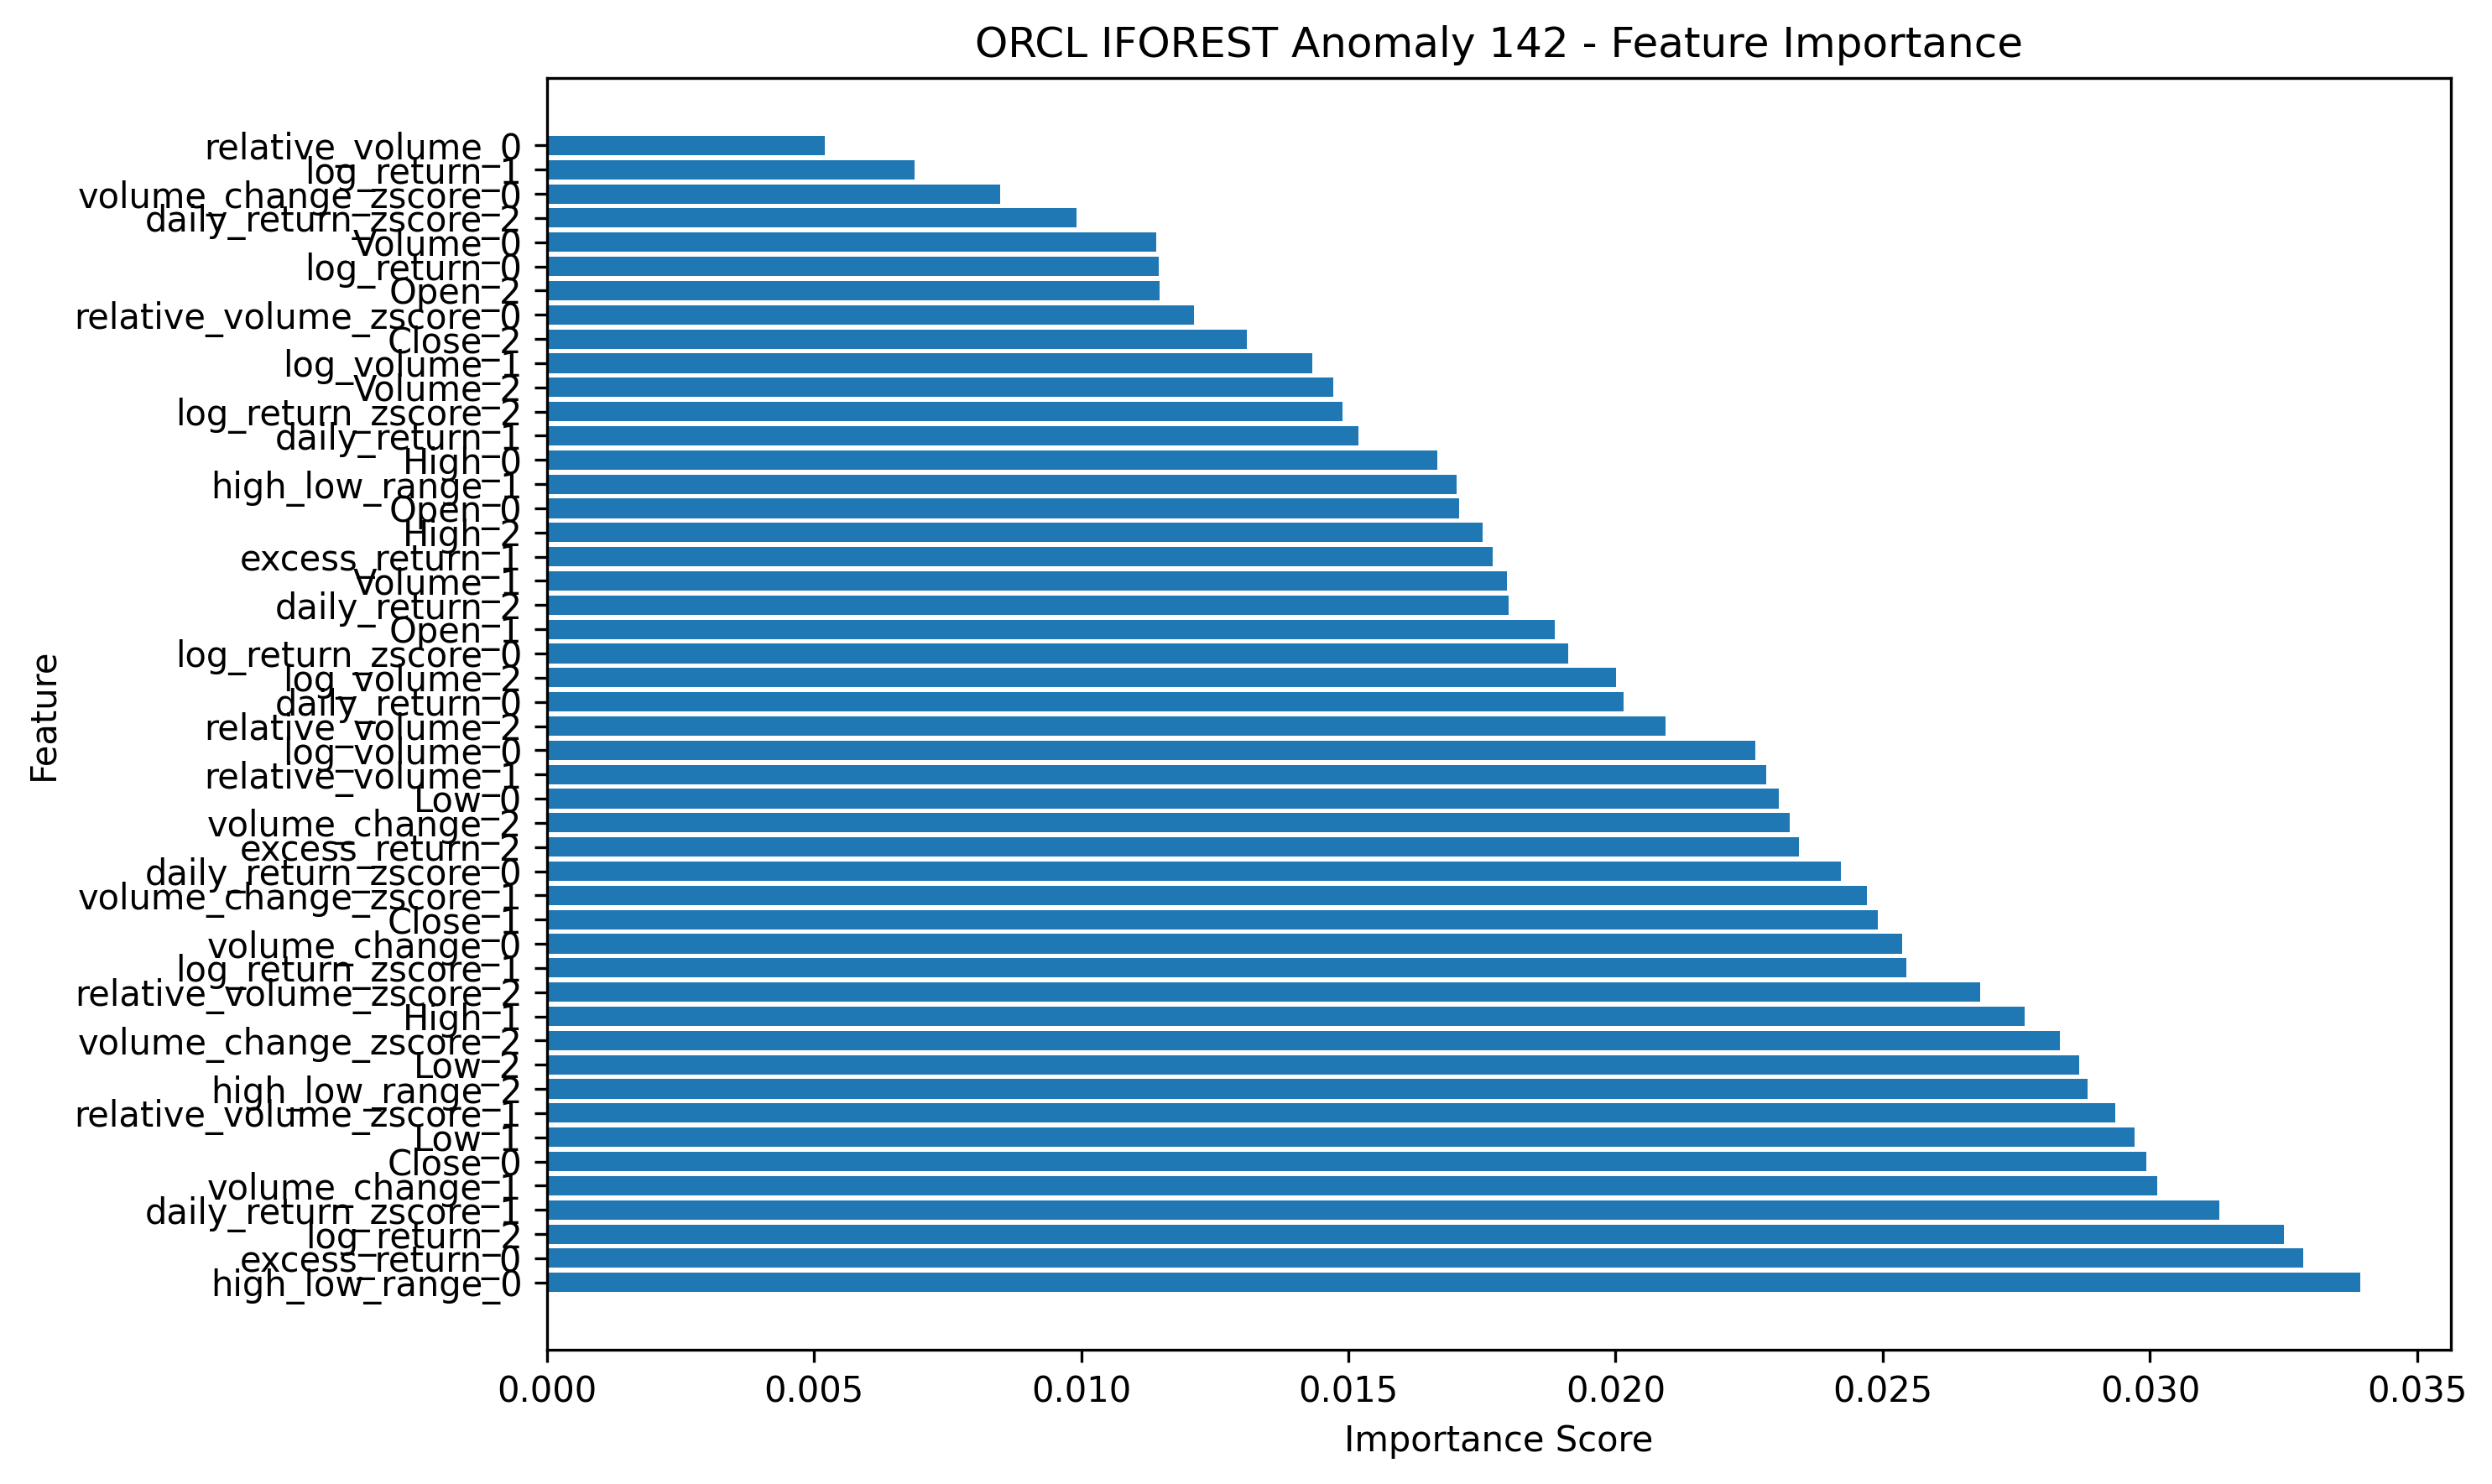 ORCL IFOREST Anomaly 142 - Feature Importance
relative_volume_0
log_return_1
volume_change_zscore_0
daily_return_zscore_2
Volume_0
log_return_0
Open_2
relative_volume_zscore_0
Close_2
log_volume_1
Volume_2
log_return_zscore_2
daily_return_1
High_0
high_low_range_1
Open_0
High_2
excess_return_1
Volume_1
daily_return_2
Open_1
log_return_zscore_0
log_volume_2
daily_return_0
relative_volume_2
log_volume_0
relative_volume_1
Low_0
volume_change_2
excess_return_2
daily_return_zscore_0
volume_change_zscore_1
Close_1
volume_change_0
log_return_zscore_1
relative_volume_zscore_2
High_1
volume_change_zscore_2
Low_2
high_low_range_2
relative_volume_zscore_1
Low_1
Close_0
volume_change_1
daily_return_zscore_1
log_return_2
excess_return_0
high_low_range_0
Feature
0.000 0.005 0.010 0.015 0.020 0.025 0.030 0.035
Importance Score